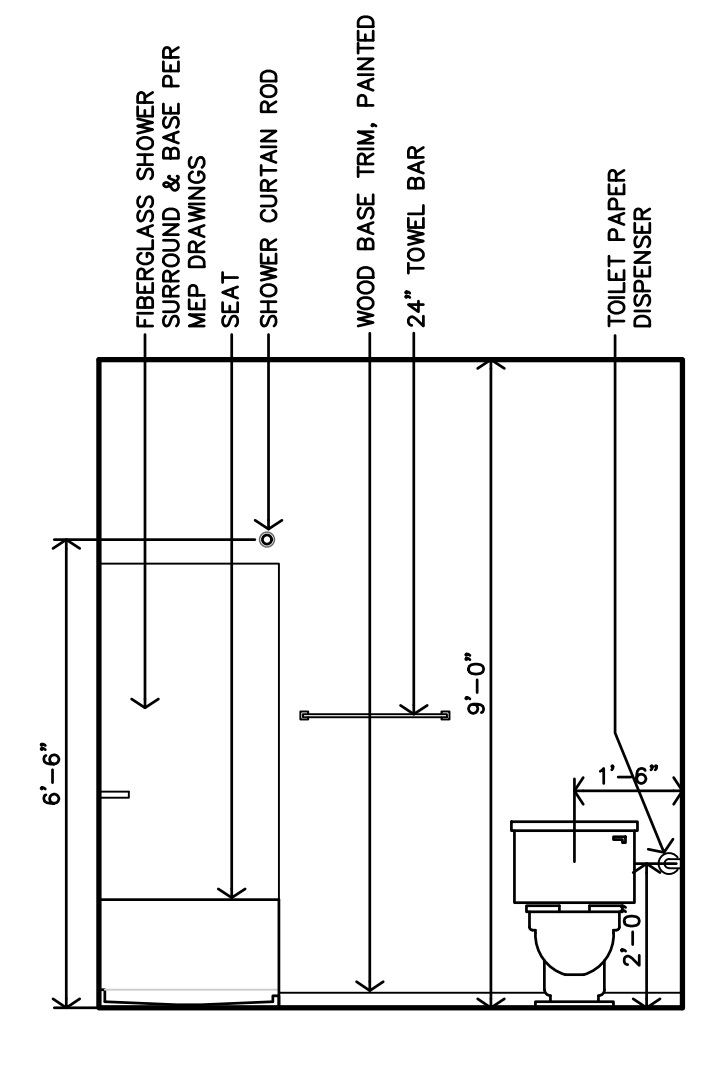 FIBERGLASS SHOWER
SURROUND & BASE PER
MEP DRAWINGS
SEAT
SHOWER CURTAIN ROD
WOOD BASE TRIM, PAINTED
24" TOWEL BAR
TOILET PAPER
DISPENSER
6'-6"
9'-0"
1'-6"
2'-0"